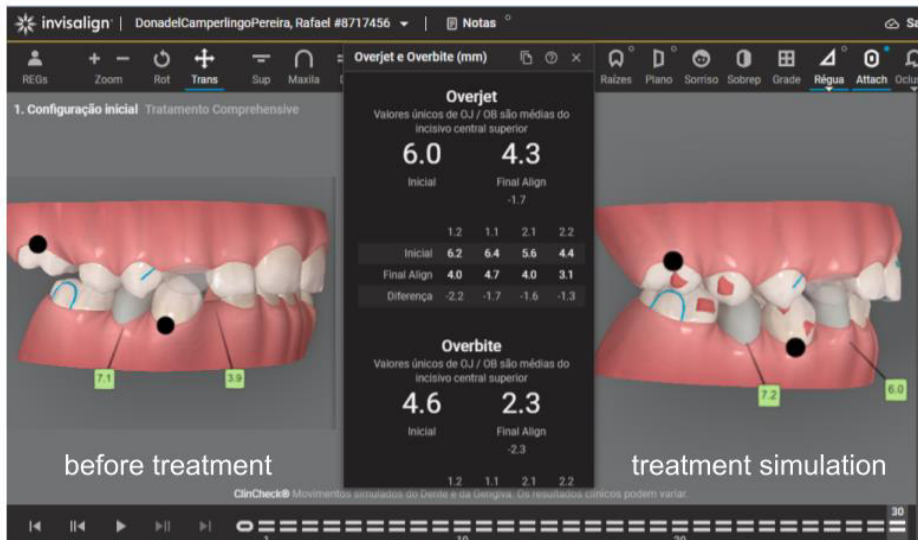 invisalign | DonadelCamperlingoPereira, Rafael #8717456 | Notas
REGs Zoom Rot Trans Sup Maxila Raízes Plano Sorriso Sobrep Grade Régua Attach
1. Configuração inicial Tratamento Comprehensive
Overjet e Overbite (mm)
Overjet
Valores únicos de OJ / OB são médias do
incisivo central superior
6.0 4.3
Inicial Final Align
-1.7
1.2 1.1 2.1 2.2
Inicial 6.2 6.4 5.6 4.4
Final Align 4.0 4.7 4.0 3.1
Diferença -2.2 -1.7 -1.6 -1.3
Overbite
Valores únicos de OJ / OB são médias do
incisivo central superior
4.6 2.3
Inicial Final Align
-2.3
1.2 1.1 2.1 2.2
7.1 3.9
7.2 6.0
before treatment
treatment simulation
ClinCheck® Movimentos simulados do Dente e da Gengiva. Os resultados clínicos podem variar.
30